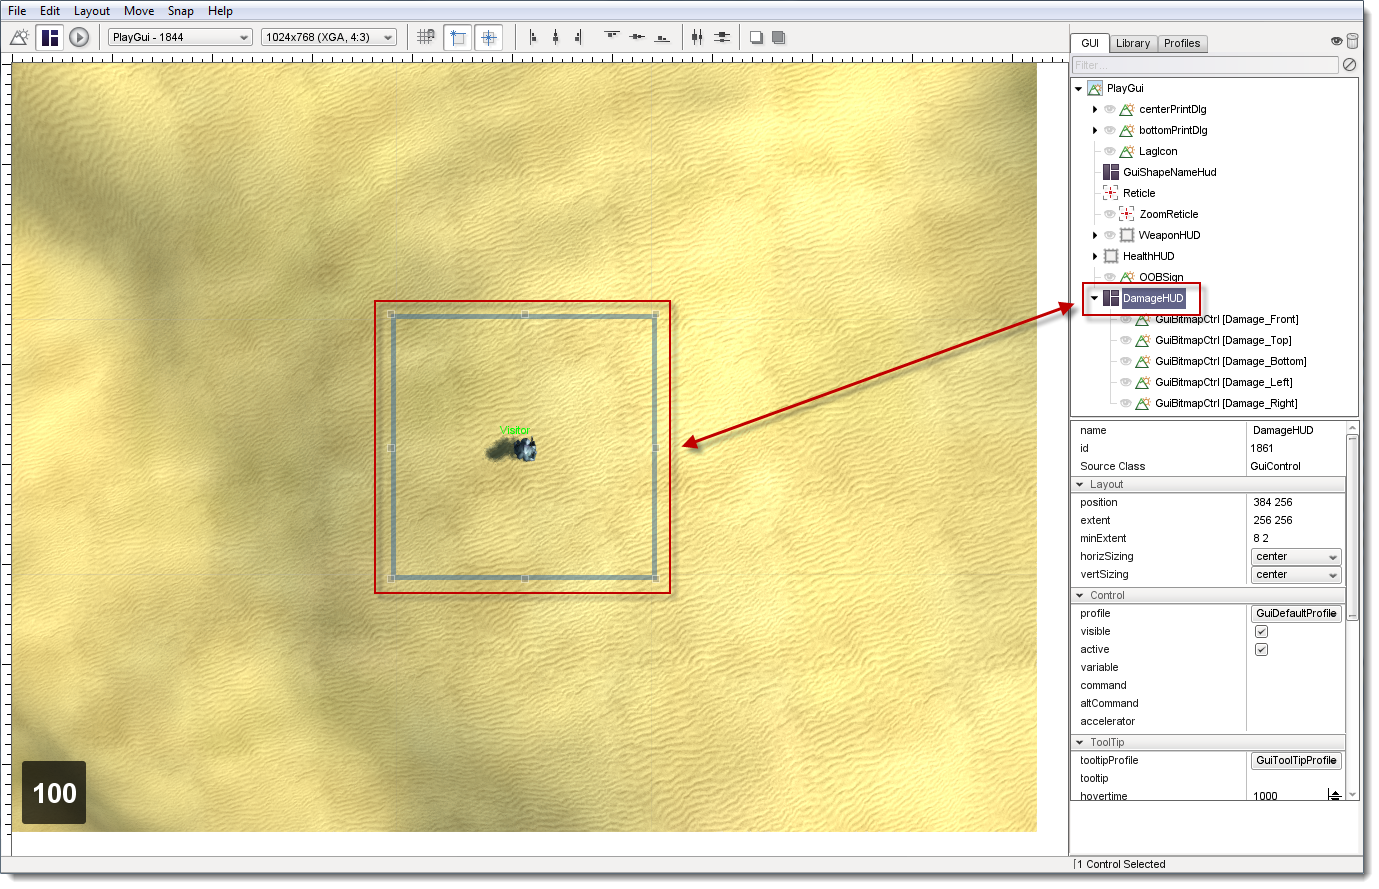 File Edit Layout Move Snap Help
PlayGui - 1844 1024x768 (XGA, 4:3)
GUI Library Profiles
Filter...
PlayGui
centerPrintDlg
bottomPrintDlg
LagIcon
GuiShapeNameHud
Reticle
ZoomReticle
WeaponHUD
HealthHUD
OOBSign
DamageHUD
GuiBitmapCtrl [Damage_Front]
GuiBitmapCtrl [Damage_Top]
GuiBitmapCtrl [Damage_Bottom]
GuiBitmapCtrl [Damage_Left]
GuiBitmapCtrl [Damage_Right]
Visitor
100
name DamageHUD
id 1861
Source Class GuiControl
Layout
position 384 256
extent 256 256
minExtent 8 2
horizSizing center
vertSizing center
Control
profile GuiDefaultProfile
visible
active
variable
command
altCommand
accelerator
ToolTip
tooltipProfile GuiToolTipProfile
tooltip
hovertime 1000
1 Control Selected